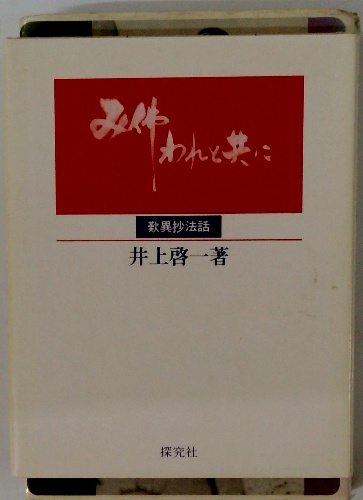 み仏
われと共に
歎異抄法話
井上啓一著
探究社